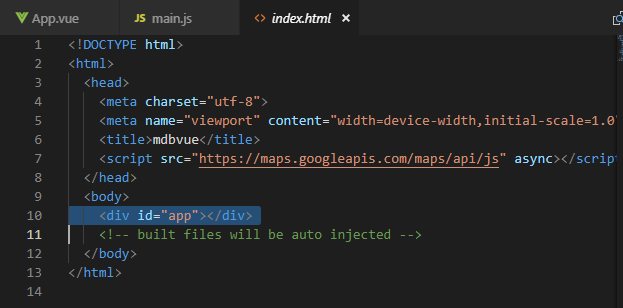 App.vue
JS main.js
<> index.html ×
1 <!DOCTYPE html>
2 <html>
3 <head>
4 <meta charset="utf-8">
5 <meta name="viewport" content="width=device-width,initial-scale=1.0"
6 <title>mdbvue</title>
7 <script src="https://maps.googleapis.com/maps/api/js" async></script
8 </head>
9 <body>
10 <div id="app"></div>
11 <!-- built files will be auto injected -->
12 </body>
13 </html>
14